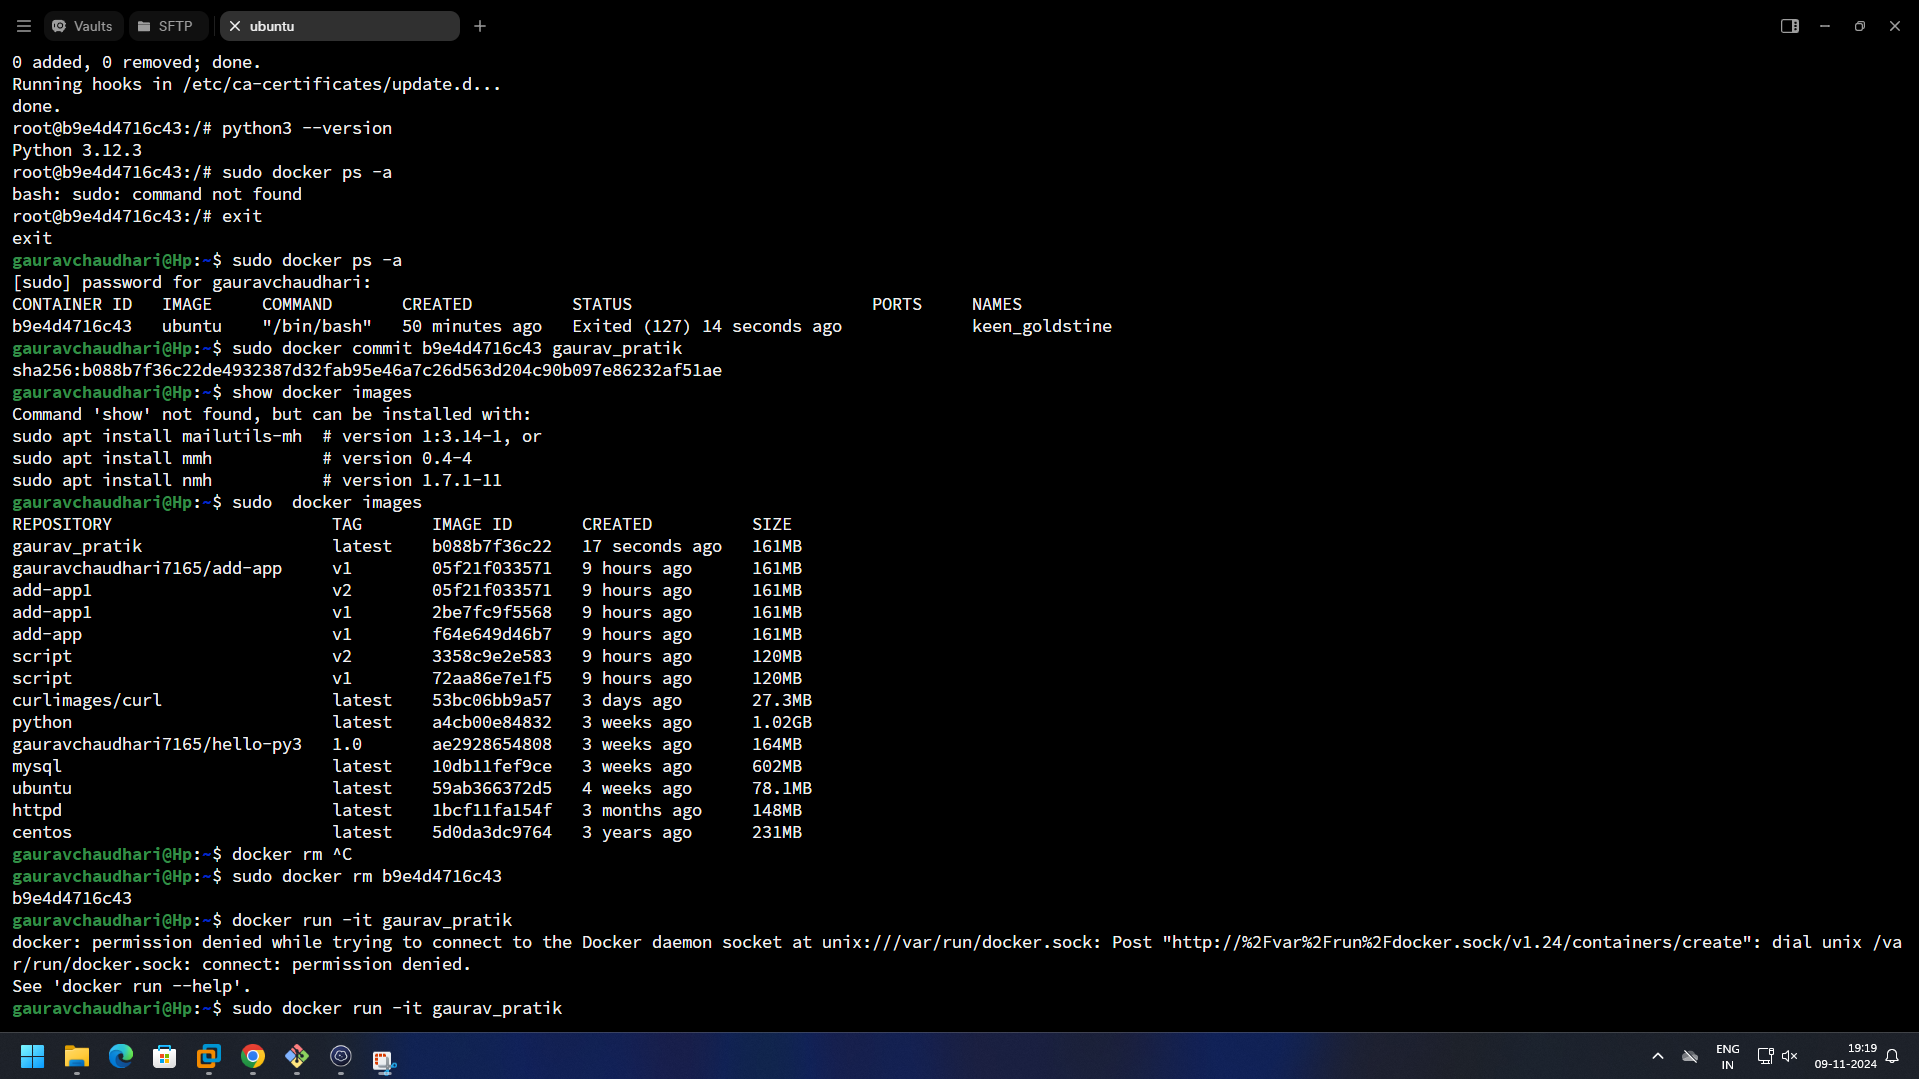 Vaults SFTP ubuntu
0 added, 0 removed; done.
Running hooks in /etc/ca-certificates/update.d...
done.
root@b9e4d4716c43:/# python3 --version
Python 3.12.3
root@b9e4d4716c43:/# sudo docker ps -a
bash: sudo: command not found
root@b9e4d4716c43:/# exit
exit
gauravchaudhari@Hp:~$ sudo docker ps -a
[sudo] password for gauravchaudhari:
CONTAINER ID   IMAGE     COMMAND       CREATED          STATUS                        PORTS     NAMES
b9e4d4716c43   ubuntu    "/bin/bash"   50 minutes ago   Exited (127) 14 seconds ago             keen_goldstine
gauravchaudhari@Hp:~$ sudo docker commit b9e4d4716c43 gaurav_pratik
sha256:b088b7f36c22de4932387d32fab95e46a7c26d563d204c90b097e86232af51ae
gauravchaudhari@Hp:~$ show docker images
Command 'show' not found, but can be installed with:
sudo apt install mailutils-mh  # version 1:3.14-1, or
sudo apt install mmh           # version 0.4-4
sudo apt install nmh           # version 1.7.1-11
gauravchaudhari@Hp:~$ sudo  docker images
REPOSITORY                      TAG       IMAGE ID       CREATED          SIZE
gaurav_pratik                   latest    b088b7f36c22   17 seconds ago   161MB
gauravchaudhari7165/add-app     v1        05f21f033571   9 hours ago      161MB
add-app1                        v2        05f21f033571   9 hours ago      161MB
add-app1                        v1        2be7fc9f5568   9 hours ago      161MB
add-app                         v1        f64e649d46b7   9 hours ago      161MB
script                          v2        3358c9e2e583   9 hours ago      120MB
script                          v1        72aa86e7e1f5   9 hours ago      120MB
curlimages/curl                 latest    53bc06bb9a57   3 days ago       27.3MB
python                          latest    a4cb00e84832   3 weeks ago      1.02GB
gauravchaudhari7165/hello-py3   1.0       ae2928654808   3 weeks ago      164MB
mysql                           latest    10db11fef9ce   3 weeks ago      602MB
ubuntu                          latest    59ab366372d5   4 weeks ago      78.1MB
httpd                           latest    1bcf11fa154f   3 months ago     148MB
centos                          latest    5d0da3dc9764   3 years ago      231MB
gauravchaudhari@Hp:~$ docker rm ^C
gauravchaudhari@Hp:~$ sudo docker rm b9e4d4716c43
b9e4d4716c43
gauravchaudhari@Hp:~$ docker run -it gaurav_pratik
docker: permission denied while trying to connect to the Docker daemon socket at unix:///var/run/docker.sock: Post "http://%2Fvar%2Frun%2Fdocker.sock/v1.24/containers/create": dial unix /va
r/run/docker.sock: connect: permission denied.
See 'docker run --help'.
gauravchaudhari@Hp:~$ sudo docker run -it gaurav_pratik
ENG
IN
19:19
09-11-2024